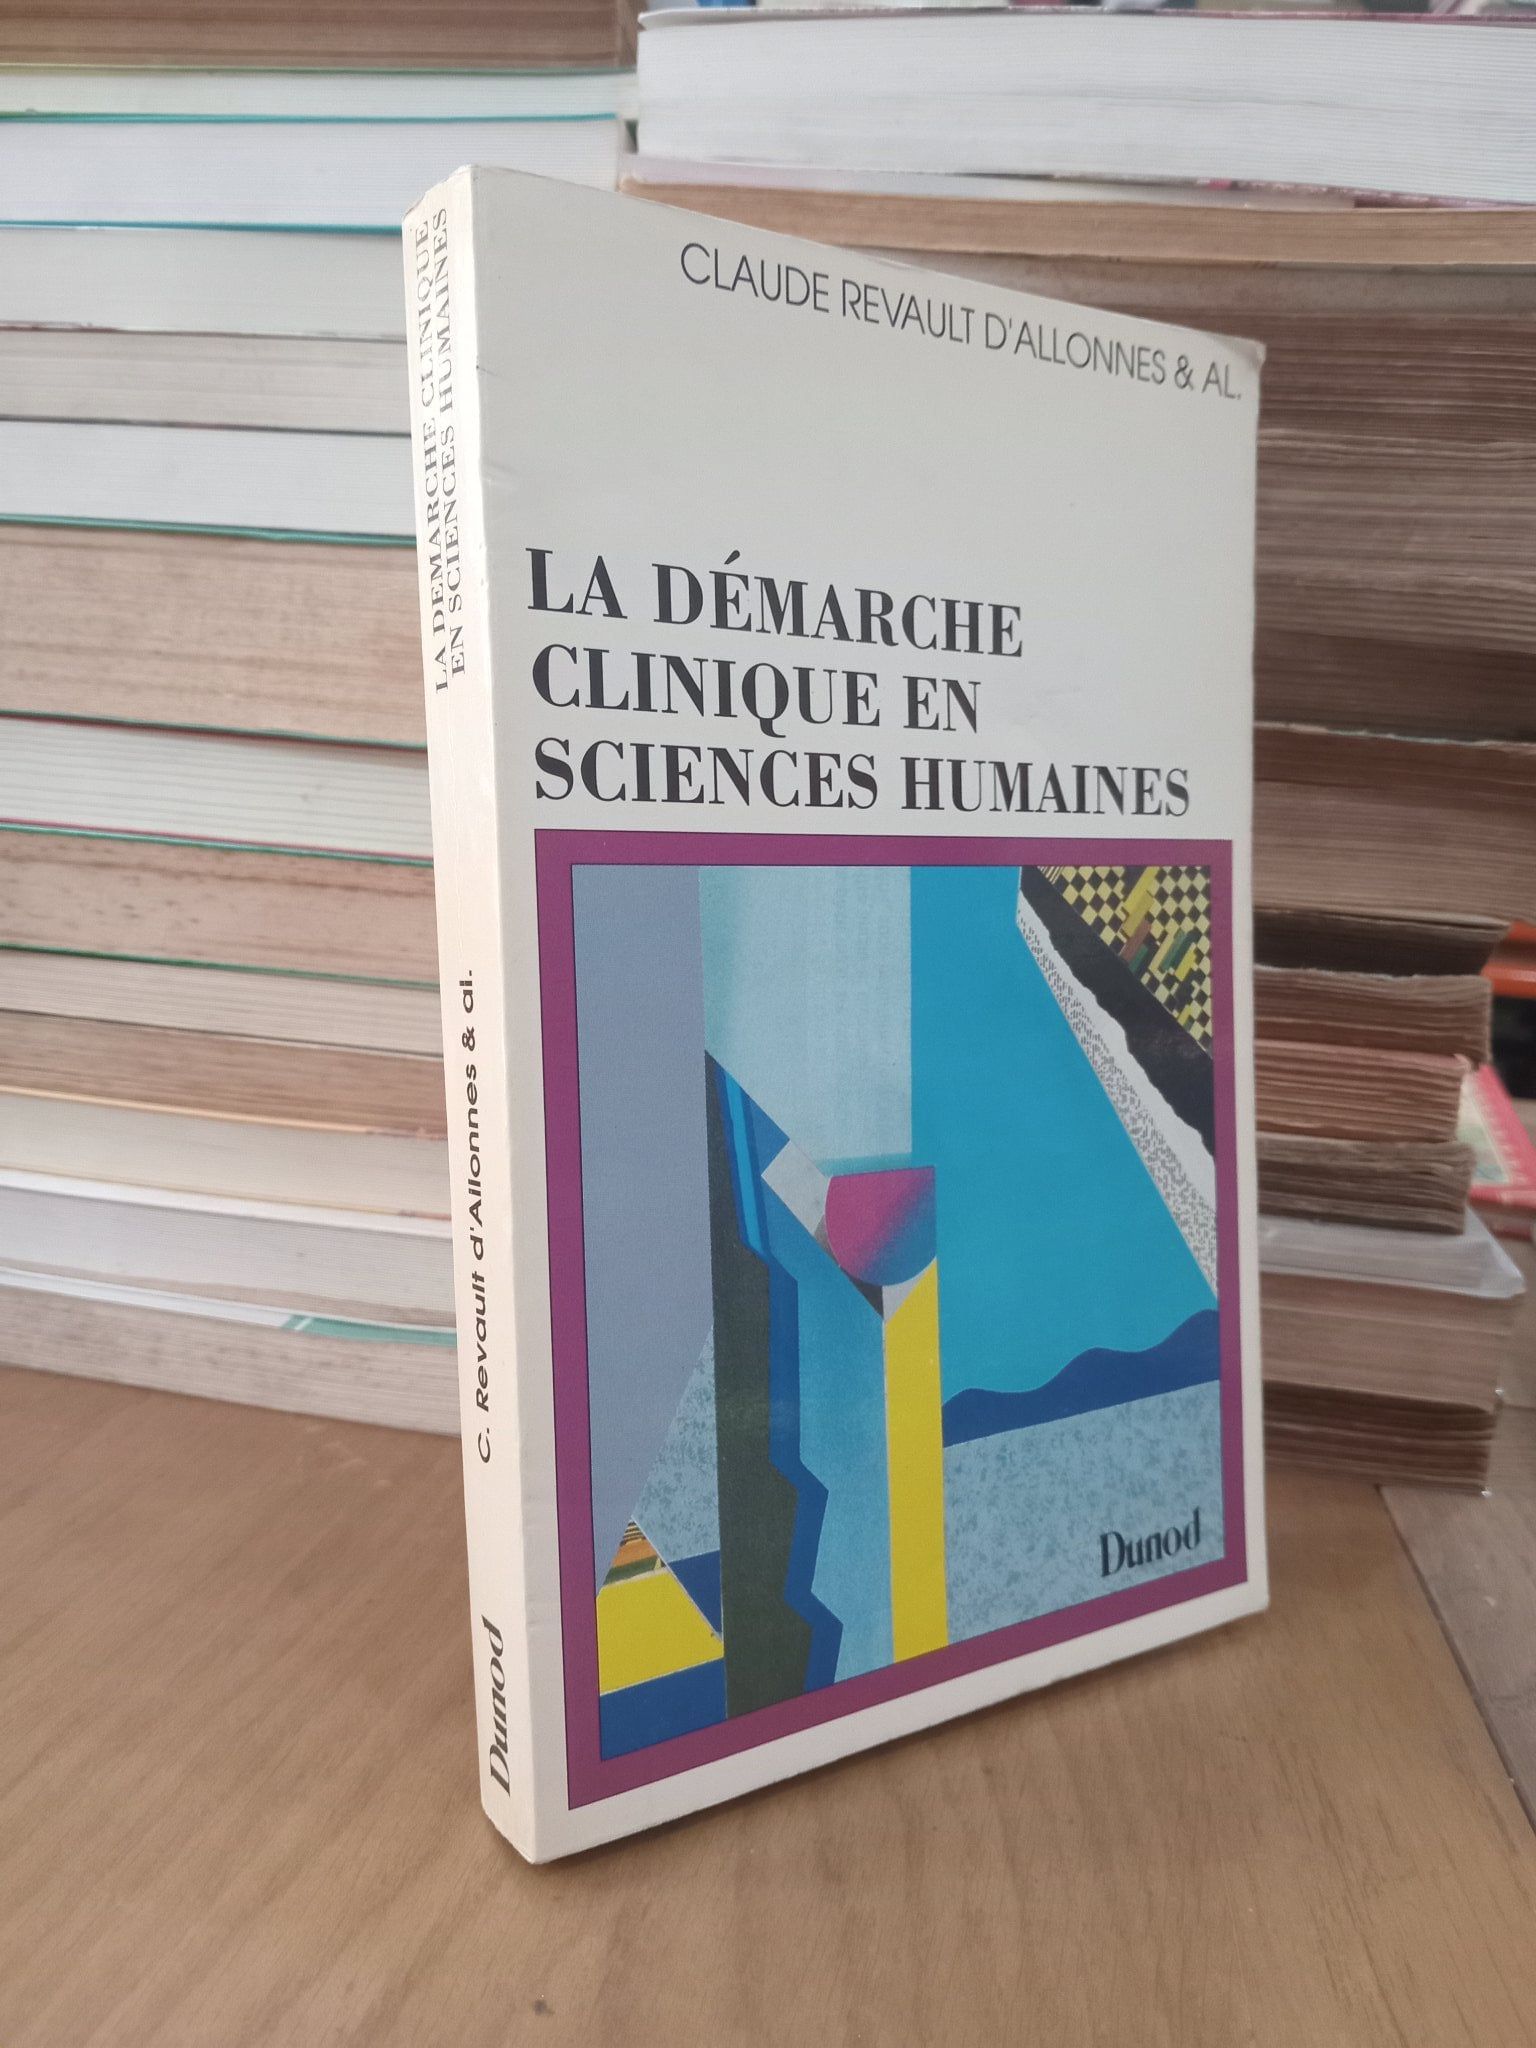 CLAUDE REVAULT D'ALLONNES & AL.
LA DÉMARCHE
CLINIQUE EN
SCIENCES HUMAINES
Dunod
LA DÉMARCHE CLINIQUE
EN SCIENCES HUMAINES
C. Revault d'Allonnes & al.
Dunod